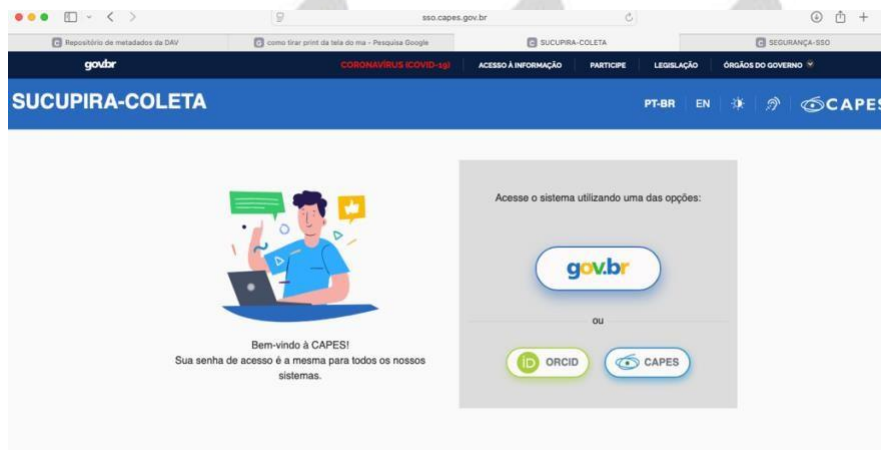 sso.capes.gov.br
Repositório de metadados da DAV
como tirar print da tela do ma - Pesquisa Google
SUCUPIRA-COLETA
SEGURANÇA-SSO
govbr
CORONAVÍRUS (COVID-19)
ACESSO À INFORMAÇÃO
PARTICIPE
LEGISLAÇÃO
ÓRGÃOS DO GOVERNO
SUCUPIRA-COLETA
PT-BR
EN
CAPES
Acesse o sistema utilizando uma das opções:
gov.br
ou
iD ORCID
CAPES
Bem-vindo à CAPES!
Sua senha de acesso é a mesma para todos os nossos
sistemas.